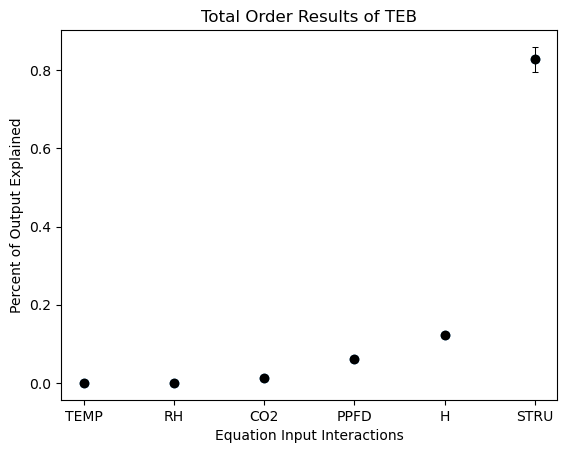 Total Order Results of TEB
Percent of Output Explained
0.8
0.6
0.4
0.2
0.0
TEMP RH CO2 PPFD H STRU
Equation Input Interactions